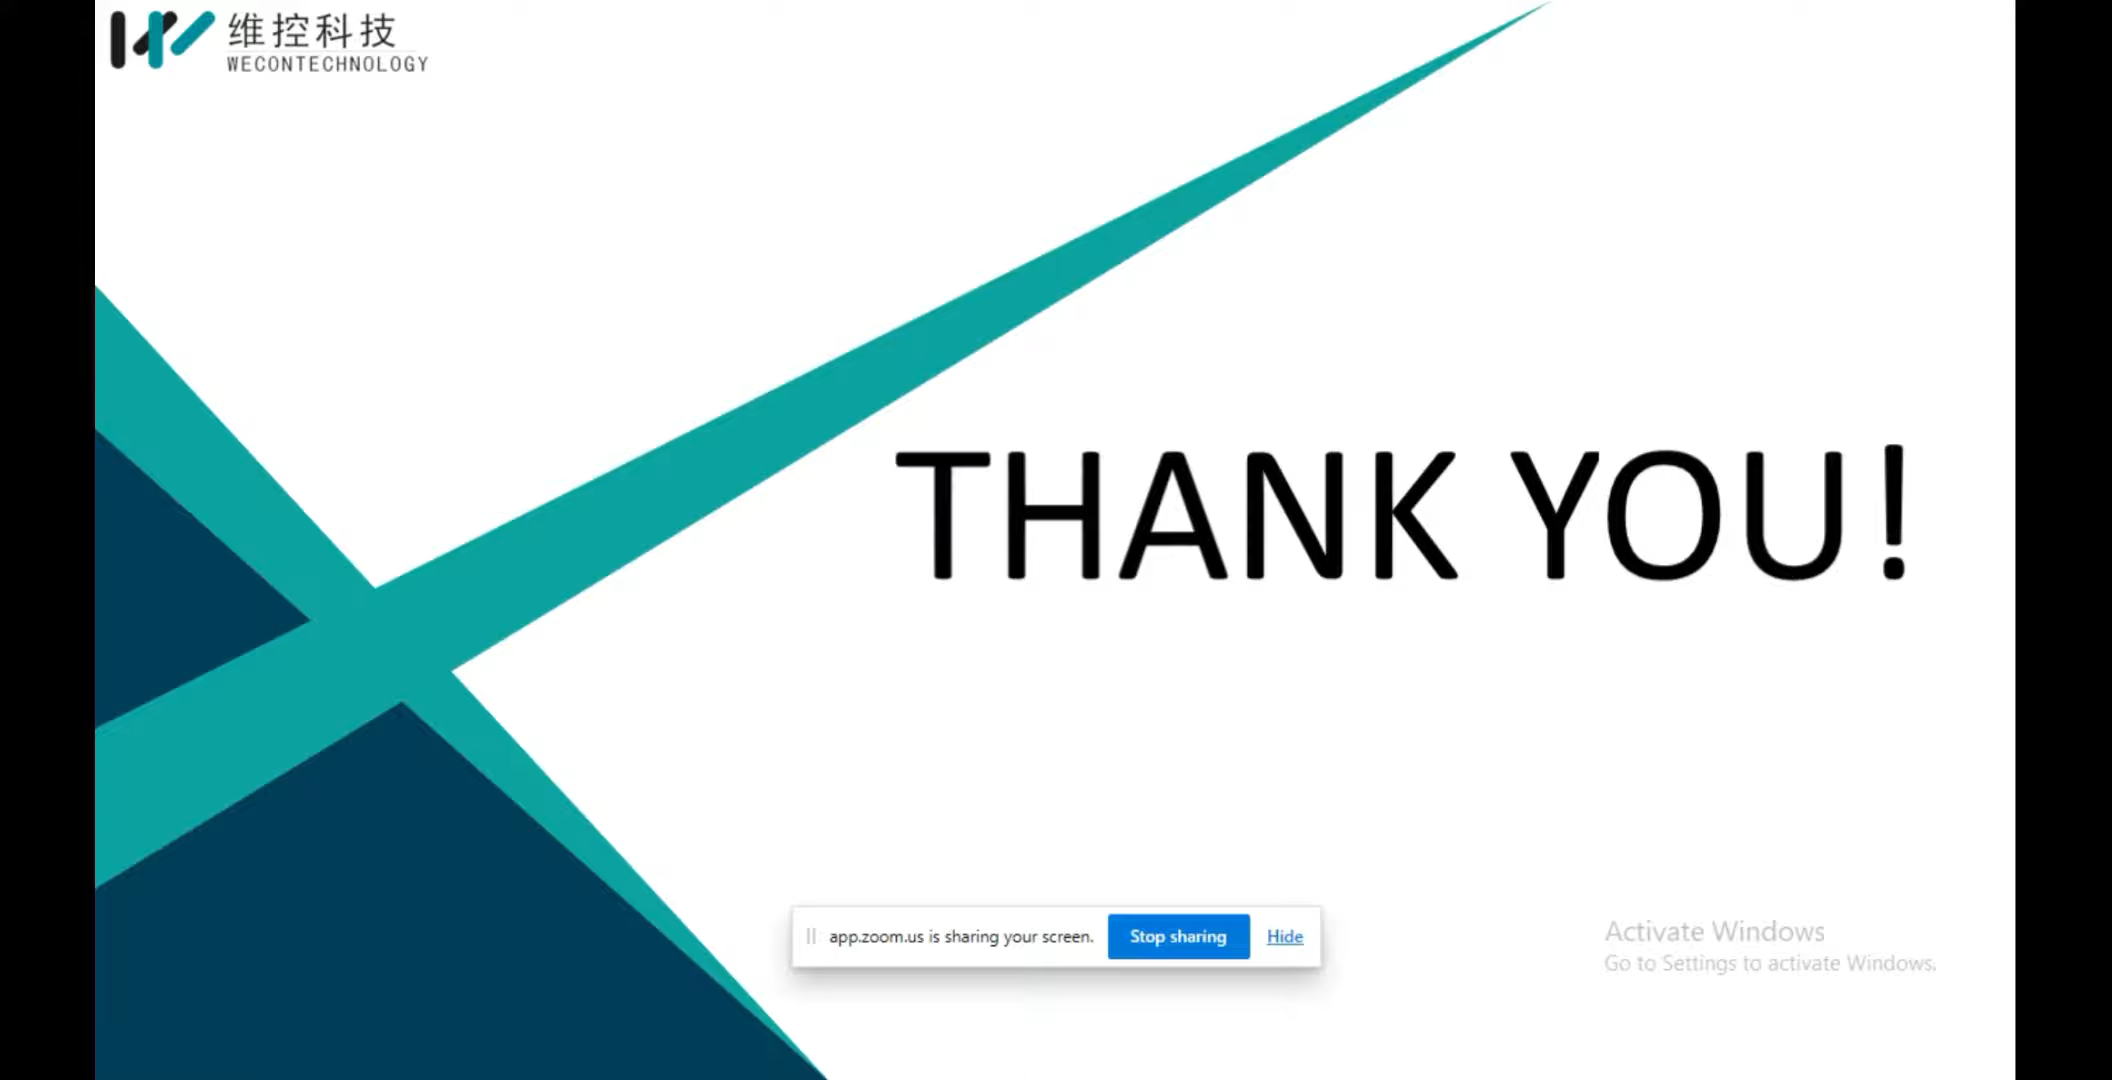 维控科技
WECONTECHNOLOGY
THANK YOU!
app.zoom.us is sharing your screen. Stop sharing Hide
Activate Windows
Go to Settings to activate Windows.